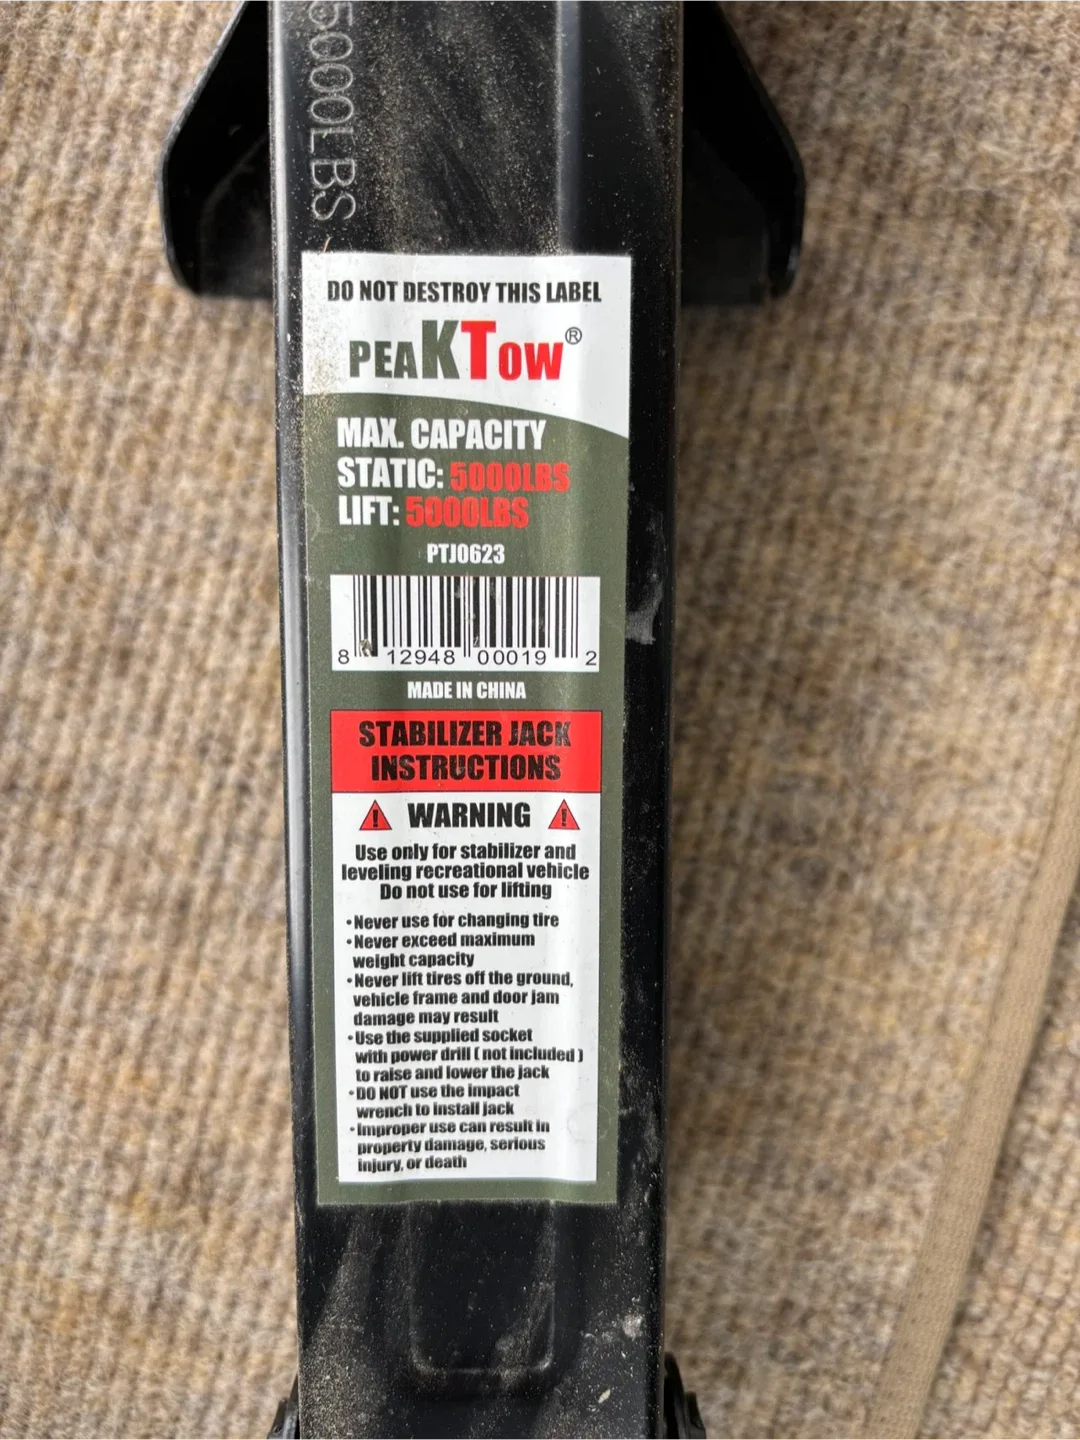 5000LBS
DO NOT DESTROY THIS LABEL
PEAKTOW®
MAX. CAPACITY
STATIC: 5000LBS
LIFT: 5000LBS
PTJ0623
8 12948 00019 2
MADE IN CHINA
STABILIZER JACK
INSTRUCTIONS
! WARNING !
Use only for stabilizer and
leveling recreational vehicle
Do not use for lifting
•Never use for changing tire
•Never exceed maximum
weight capacity
•Never lift tires off the ground,
vehicle frame and door jam
damage may result
•Use the supplied socket
with power drill ( not included )
to raise and lower the jack
•DO NOT use the impact
wrench to install jack
•Improper use can result in
property damage, serious
injury, or death